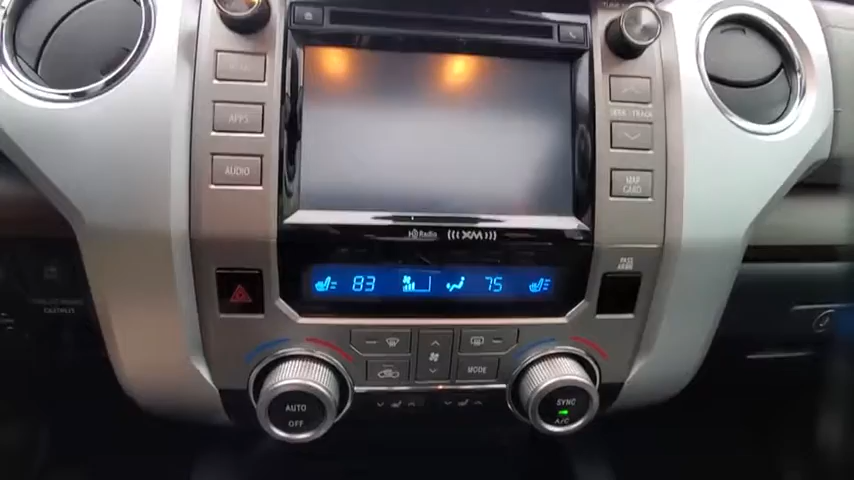 APPS
AUDIO
SEEK / TRACK
MAP
CARD
HD Radio
((XM))
PASS
AIRBAG
83
75
AUTO
OFF
MODE
SYNC
A/C